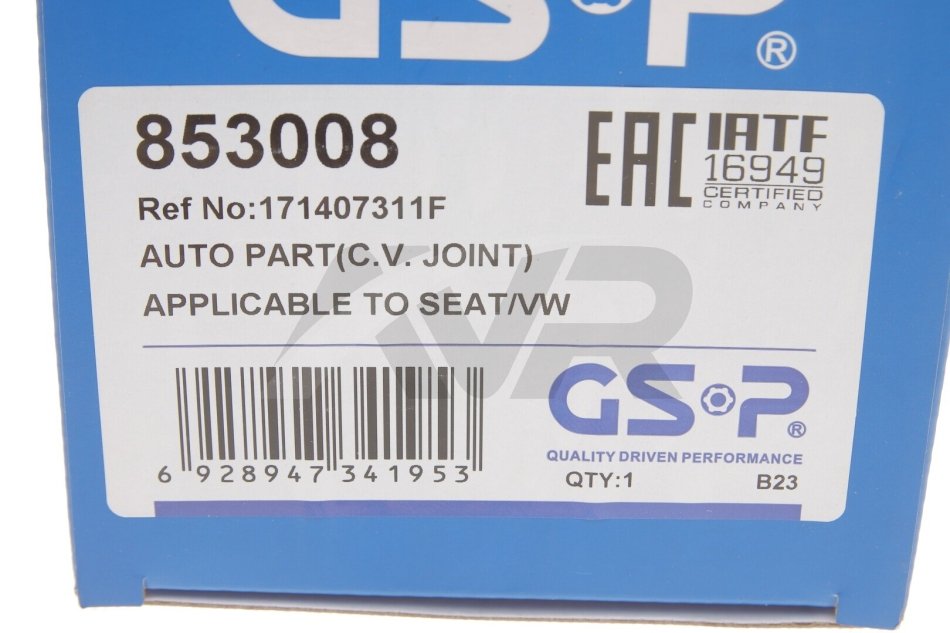 GSP®
853008
EAC
IATF
16949
CERTIFIED
COMPANY
Ref No:171407311F
AUTO PART(C.V. JOINT)
APPLICABLE TO SEAT/VW
AVR
6 928947 341953
GSP®
QUALITY DRIVEN PERFORMANCE
QTY:1 B23